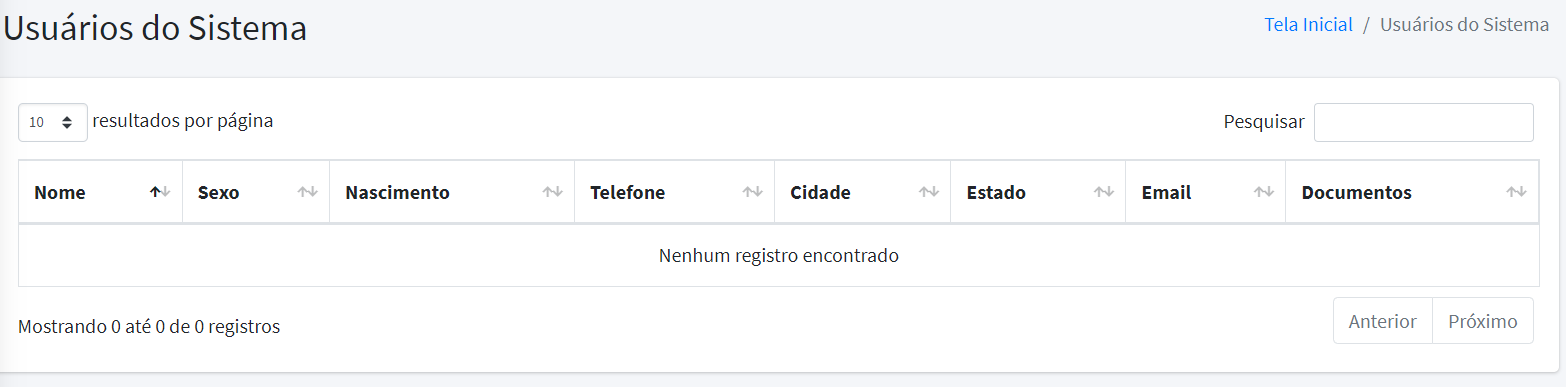 Usuários do Sistema
Tela Inicial / Usuários do Sistema
10 resultados por página
Pesquisar
Nome Sexo Nascimento Telefone Cidade Estado Email Documentos
Nenhum registro encontrado
Mostrando 0 até 0 de 0 registros
Anterior Próximo